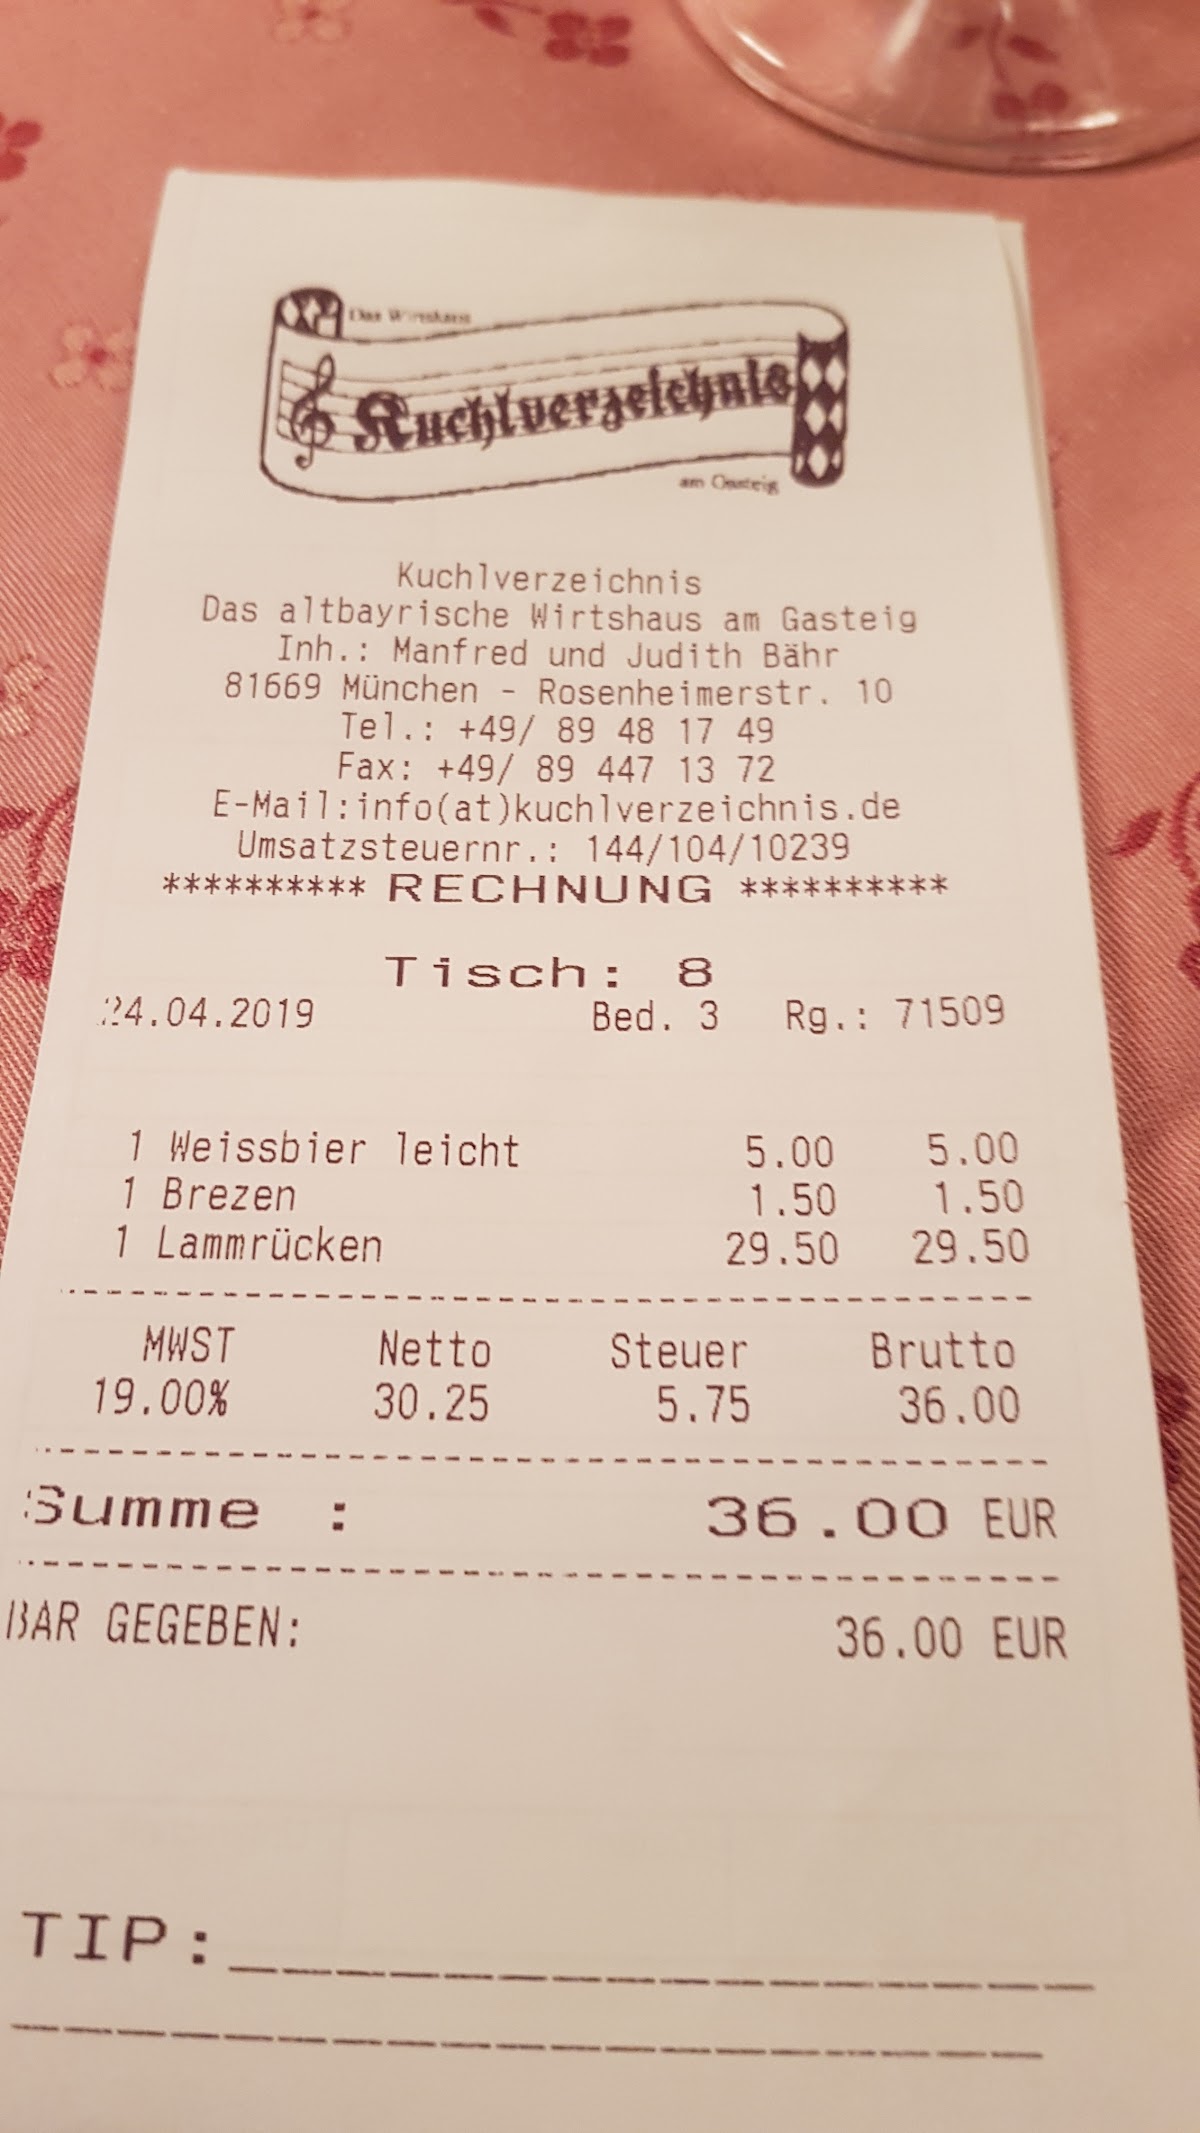 Das Wirtshaus
Kuchlverzeichnis
am Gasteig
Kuchlverzeichnis
Das altbayrische Wirtshaus am Gasteig
Inh.: Manfred und Judith Bähr
81669 München - Rosenheimerstr. 10
Tel.: +49/ 89 48 17 49
Fax: +49/ 89 447 13 72
E-Mail:info(at)kuchlverzeichnis.de
Umsatzsteuernr.: 144/104/10239
********** RECHNUNG **********
Tisch: 8
24.04.2019 Bed. 3 Rg.: 71509
1 Weissbier leicht 5.00 5.00
1 Brezen 1.50 1.50
1 Lammrücken 29.50 29.50
MWST Netto Steuer Brutto
19.00% 30.25 5.75 36.00
Summe : 36.00 EUR
BAR GEGEBEN: 36.00 EUR
TIP: